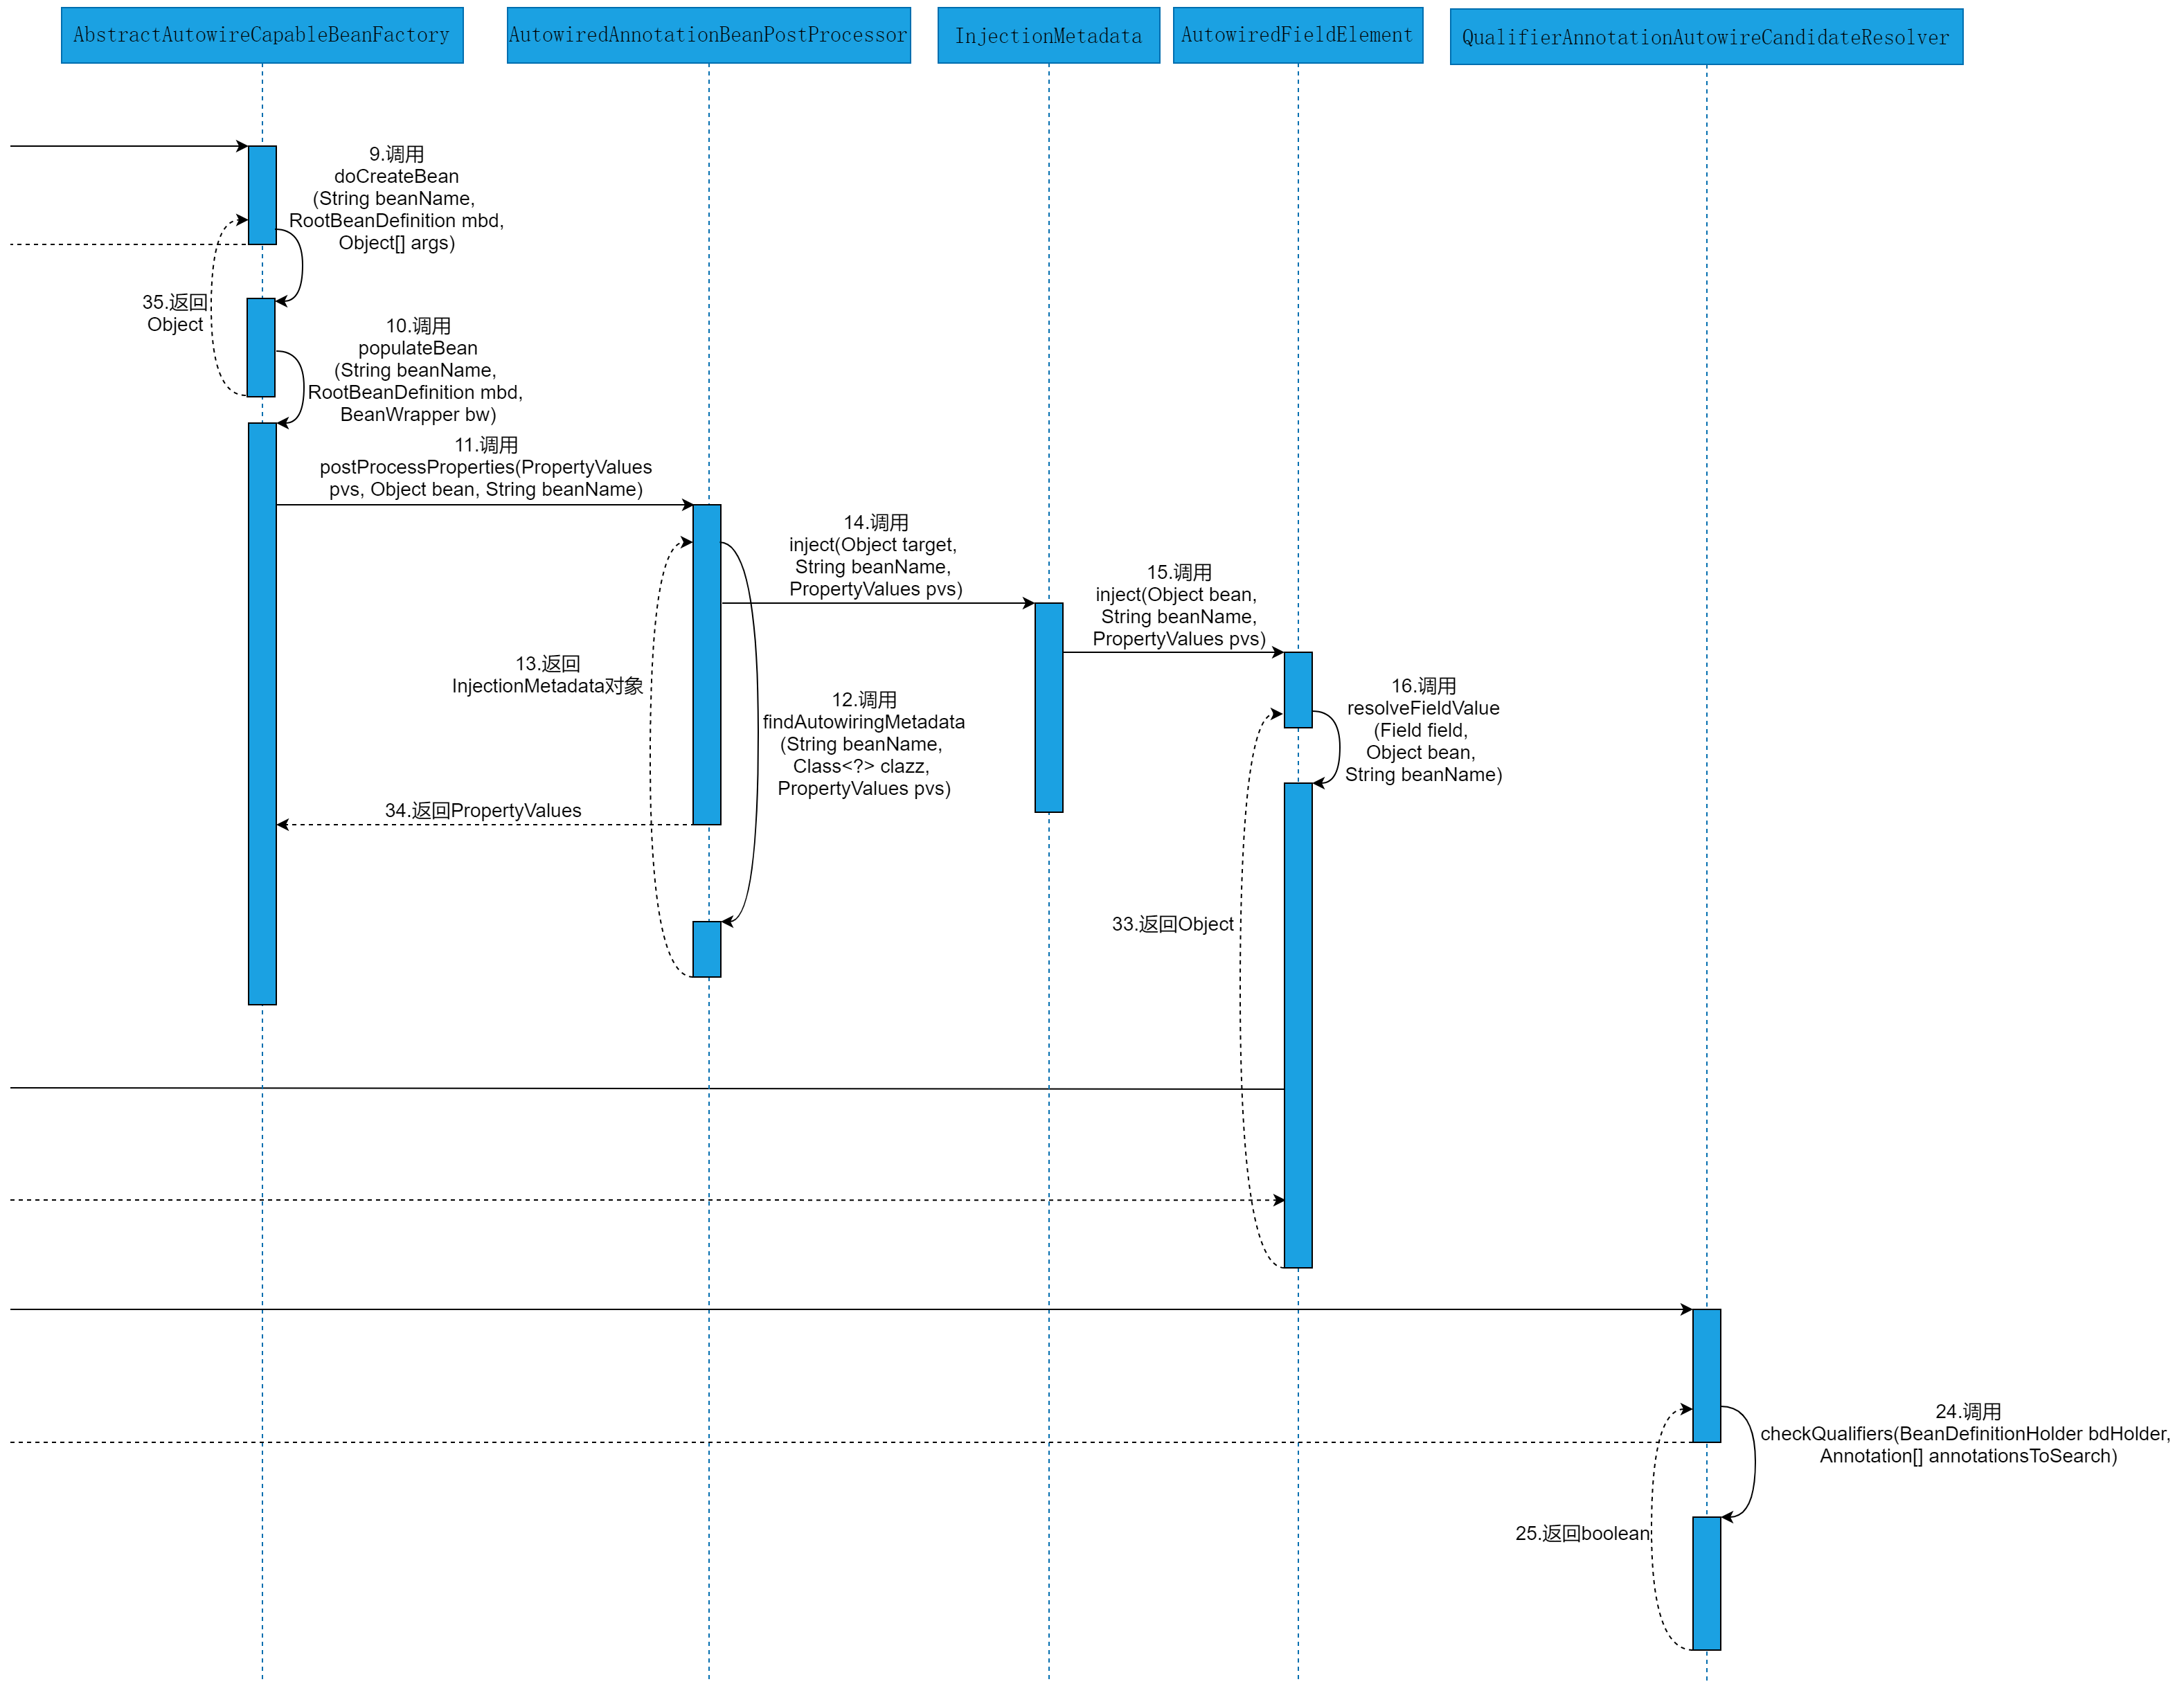 AbstractAutowireCapableBeanFactory
AutowiredAnnotationBeanPostProcessor
InjectionMetadata
AutowiredFieldElement
QualifierAnnotationAutowireCandidateResolver
9.调用
doCreateBean
(String beanName,
RootBeanDefinition mbd,
Object[] args)
35.返回
Object
10.调用
populateBean
(String beanName,
RootBeanDefinition mbd,
BeanWrapper bw)
11.调用
postProcessProperties(PropertyValues
pvs, Object bean, String beanName)
14.调用
inject(Object target,
String beanName,
PropertyValues pvs)
15.调用
inject(Object bean,
String beanName,
PropertyValues pvs)
13.返回
InjectionMetadata对象
12.调用
findAutowiringMetadata
(String beanName,
Class<?> clazz,
PropertyValues pvs)
16.调用
resolveFieldValue
(Field field,
Object bean,
String beanName)
34.返回PropertyValues
33.返回Object
24.调用
checkQualifiers(BeanDefinitionHolder bdHolder,
Annotation[] annotationsToSearch)
25.返回boolean